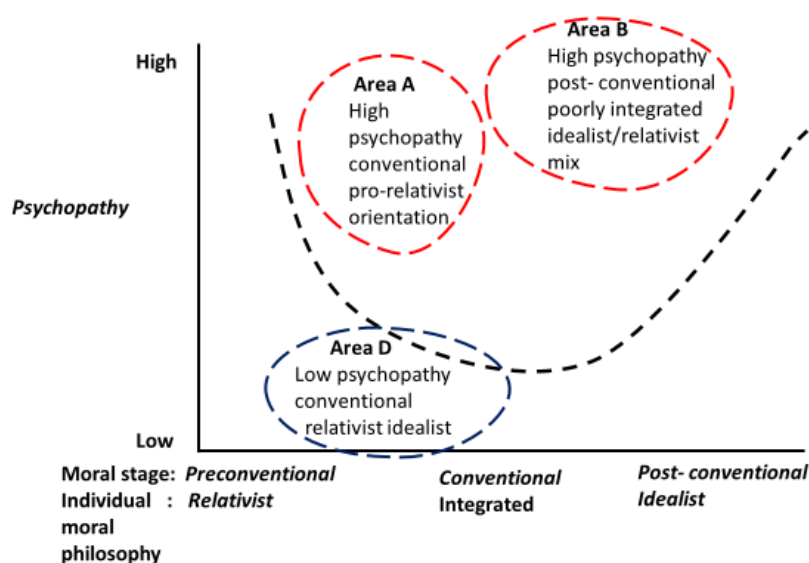 Area B
High psychopathy
post- conventional
poorly integrated
idealist/relativist
mix
High
Area A
High
psychopathy
conventional
pro-relativist
orientation
Psychopathy
Area D
Low psychopathy
conventional
relativist idealist
Low
Moral stage: Preconventional
Conventional
Post- conventional
Individual : Relativist
Integrated
Idealist
moral
philosophy